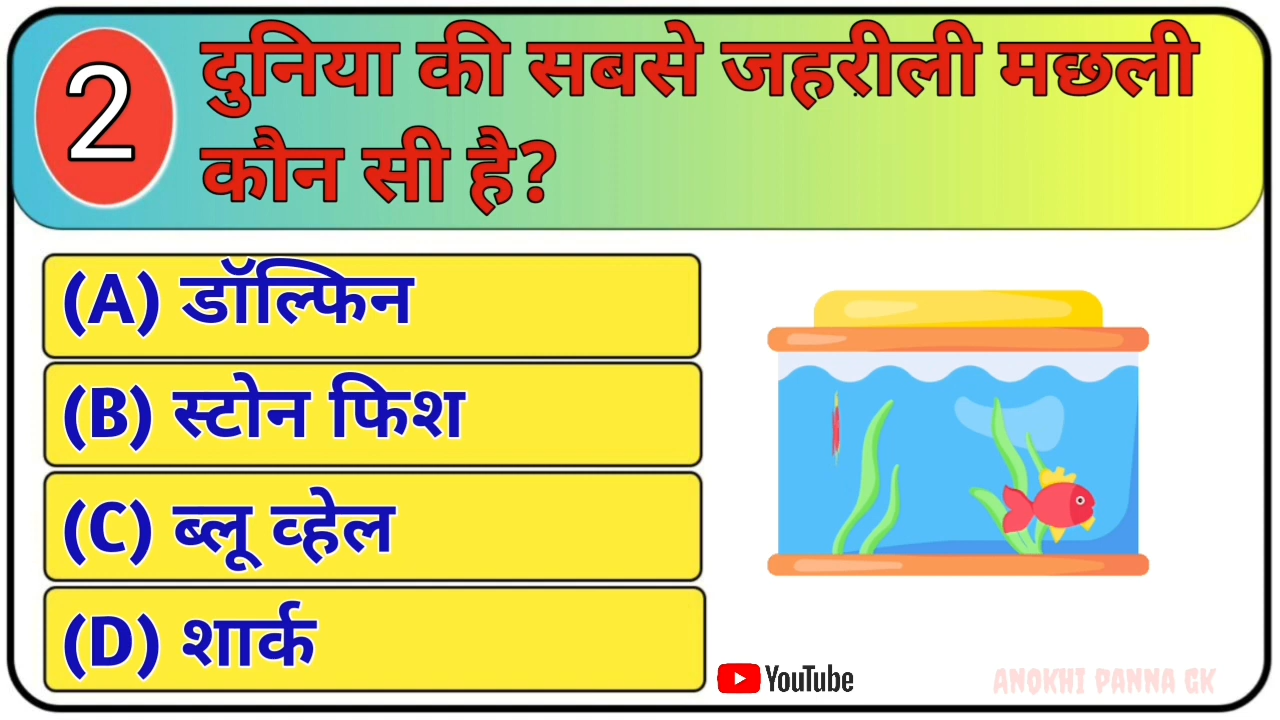 2
दुनिया की सबसे जहरीली मछली
कौन सी है?
(A) डॉल्फिन
(B) स्टोन फिश
(C) ब्लू व्हेल
(D) शार्क
YouTube
ANOKHI PANNA GK